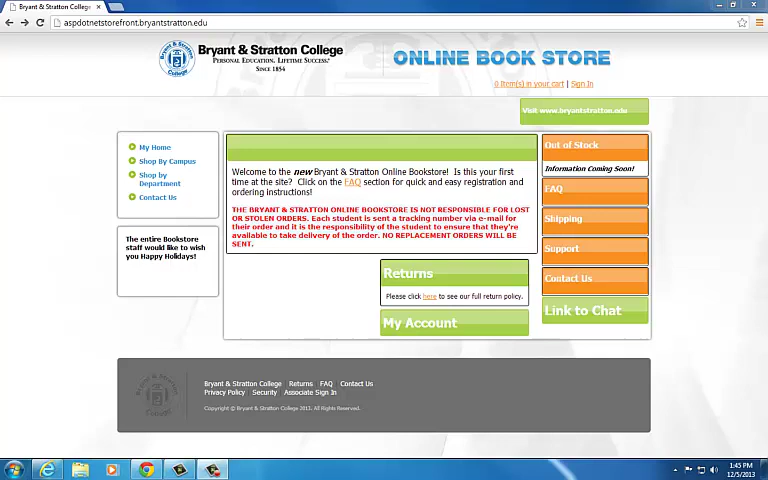 Bryant & Stratton College
aspdotnetstorefront.bryantstratton.edu
Bryant & Stratton College
PERSONAL EDUCATION. LIFETIME SUCCESS.®
SINCE 1854
ONLINE BOOK STORE
0 Item(s) in your cart | Sign In
Visit www.bryantstratton.edu
My Home
Shop By Campus
Shop by
Department
Contact Us
The entire Bookstore
staff would like to wish
you Happy Holidays!
Welcome to the new Bryant & Stratton Online Bookstore! Is this your first
time at the site? Click on the FAQ section for quick and easy registration and
ordering instructions!
THE BRYANT & STRATTON ONLINE BOOKSTORE IS NOT RESPONSIBLE FOR LOST
OR STOLEN ORDERS. Each student is sent a tracking number via e-mail for
their order and it is the responsibility of the student to ensure that they're
available to take delivery of the order. NO REPLACEMENT ORDERS WILL BE
SENT.
Returns
Please click here to see our full return policy.
My Account
Out of Stock
Information Coming Soon!
FAQ
Shipping
Support
Contact Us
Link to Chat
Bryant & Stratton College Returns FAQ Contact Us
Privacy Policy Security Associate Sign In
Copyright © Bryant & Stratton College 2013. All Rights Reserved.
1:45 PM
12/5/2013